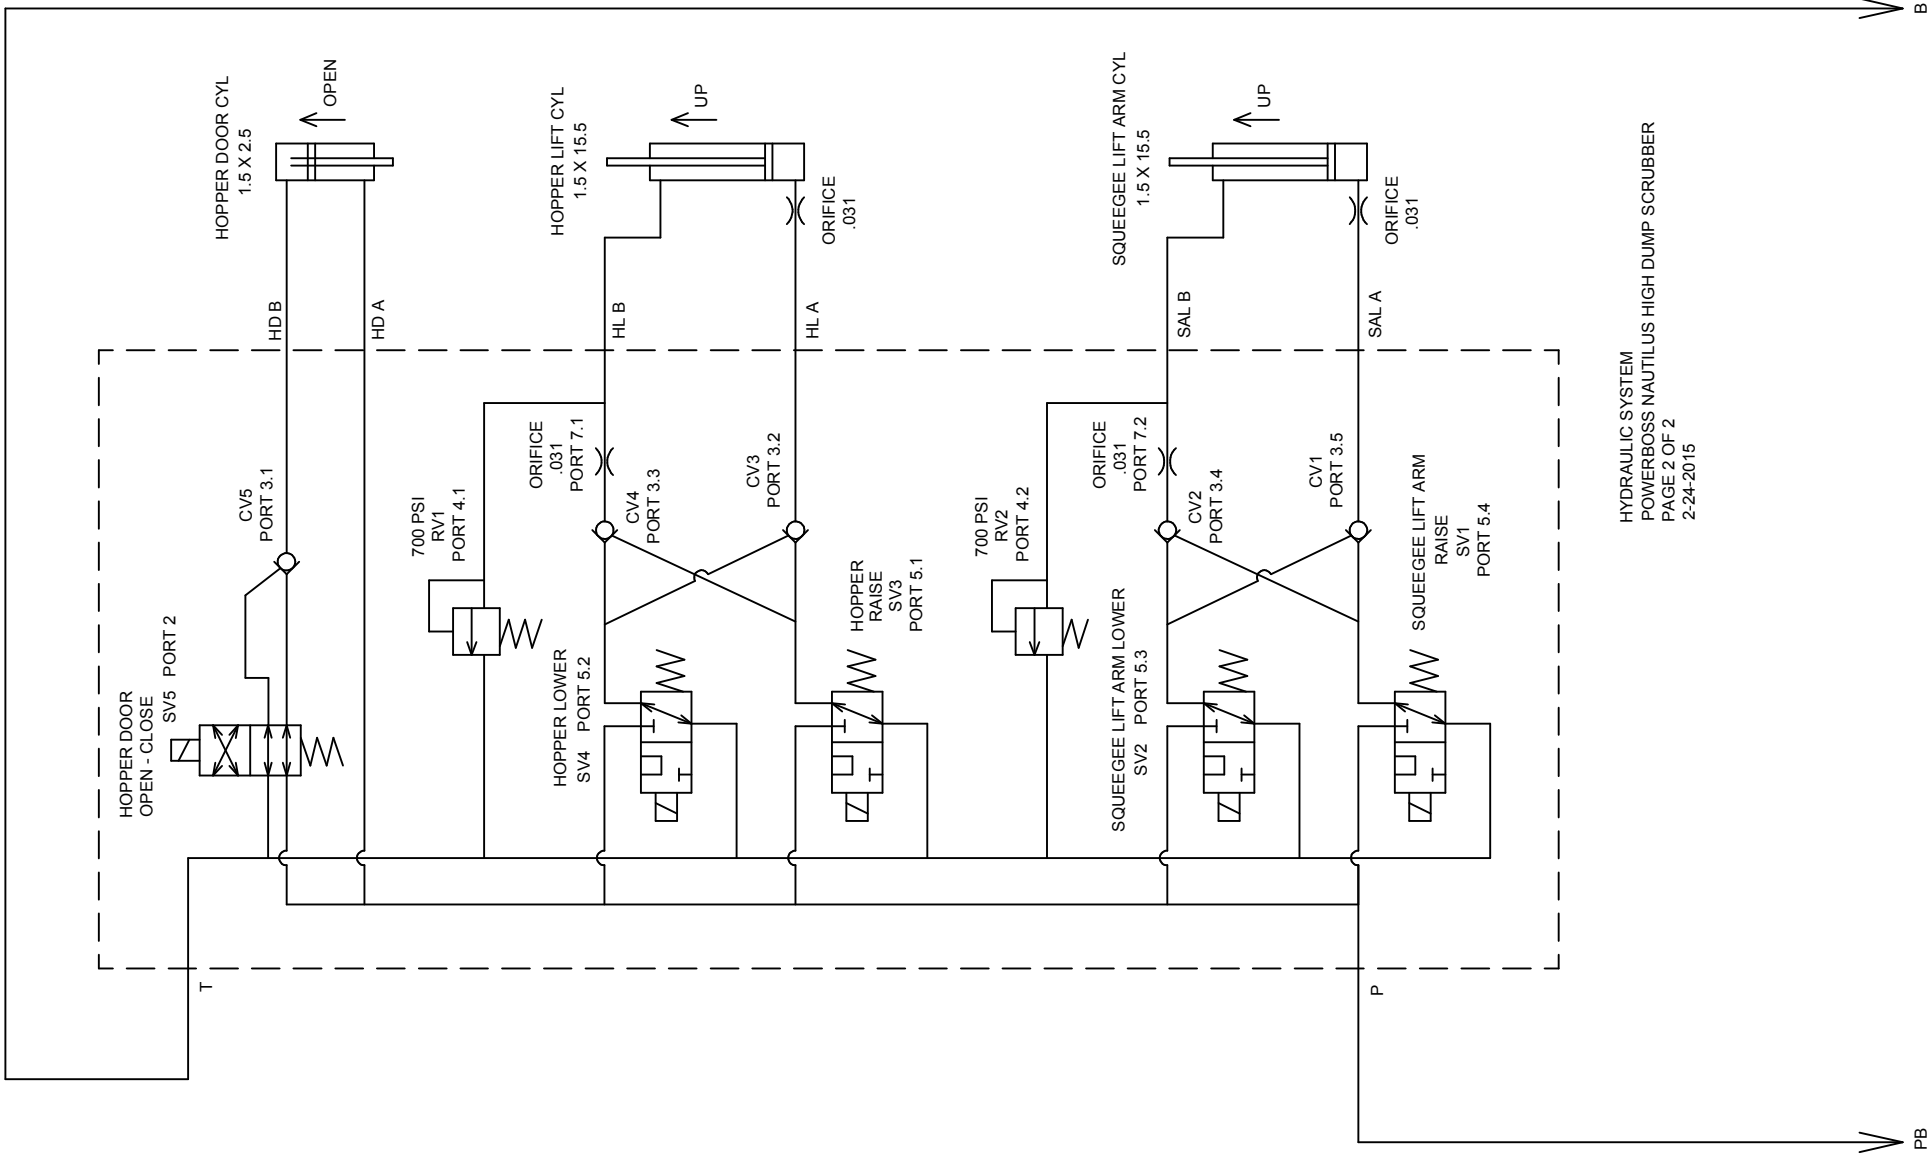 HOPPER DOOR CYL
1.5 X 2.5
OPEN
HD B
HD A
CV5
PORT 3.1
HOPPER DOOR
OPEN - CLOSE
SV5 PORT 2
HOPPER LIFT CYL
1.5 X 15.5
UP
ORIFICE
.031
HL B
HL A
700 PSI
RV1
PORT 4.1
ORIFICE
.031
PORT 7.1
CV4
PORT 3.3
CV3
PORT 3.2
HOPPER LOWER
SV4 PORT 5.2
HOPPER
RAISE
SV3
PORT 5.1
SQUEEGEE LIFT ARM CYL
1.5 X 15.5
UP
ORIFICE
.031
SAL B
SAL A
700 PSI
RV2
PORT 4.2
ORIFICE
.031
PORT 7.2
CV2
PORT 3.4
CV1
PORT 3.5
SQUEEGEE LIFT ARM LOWER
SV2 PORT 5.3
SQUEEGEE LIFT ARM
RAISE
SV1
PORT 5.4
T
P
B
PB
HYDRAULIC SYSTEM
POWERBOSS NAUTILUS HIGH DUMP SCRUBBER
PAGE 2 OF 2
2-24-2015